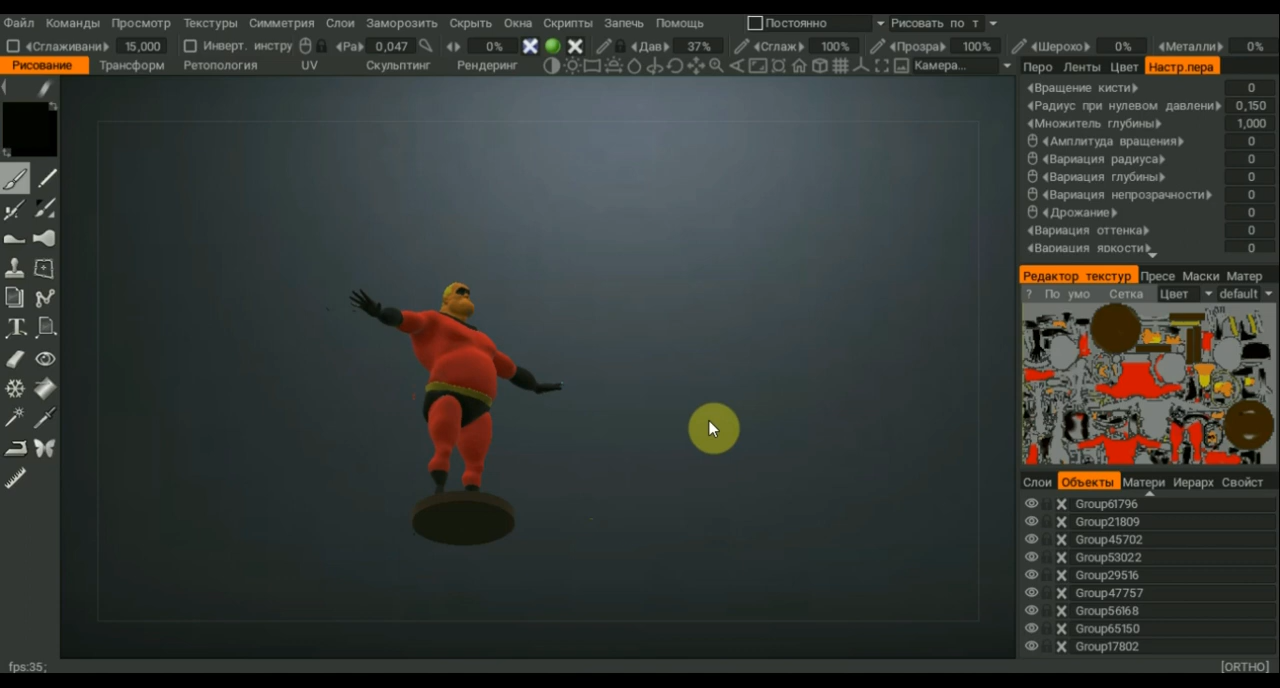 Файл Команды Просмотр Текстуры Симметрия Слои Заморозить Скрыть Окна Скрипты Запечь Помощь Постоянно Рисовать по т
Сглаживани 15,000 Инверт. инстру Ра 0,047 0% Дав 37% Сглаж 100% Прозра 100% Шерохо 0% Металли 0%
Рисование Трансформ Ретопология UV Скульптинг Рендеринг Камера...
Перо Ленты Цвет Настр.пера
Вращение кисти 0
Радиус при нулевом давлени 0,150
Множитель глубины 1,000
Амплитуда вращения 0
Вариация радиуса 0
Вариация глубины 0
Вариация непрозрачности 0
Дрожание 0
Вариация оттенка 0
Вариация яркости 0
Редактор текстур Пресе Маски Матер
? По умо Сетка Цвет default
Слои Объекты Матери Иерарх Свойст
Group61796
Group21809
Group45702
Group53022
Group29516
Group47757
Group56168
Group65150
Group17802
fps:35; [ORTHO]